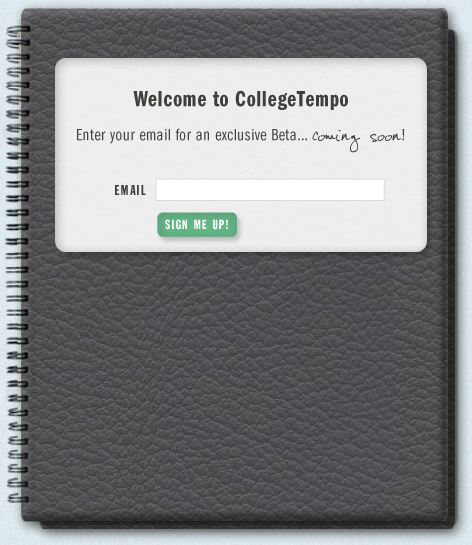 Welcome to CollegeTempo
Enter your email for an exclusive Beta... coming soon!
EMAIL
SIGN ME UP!